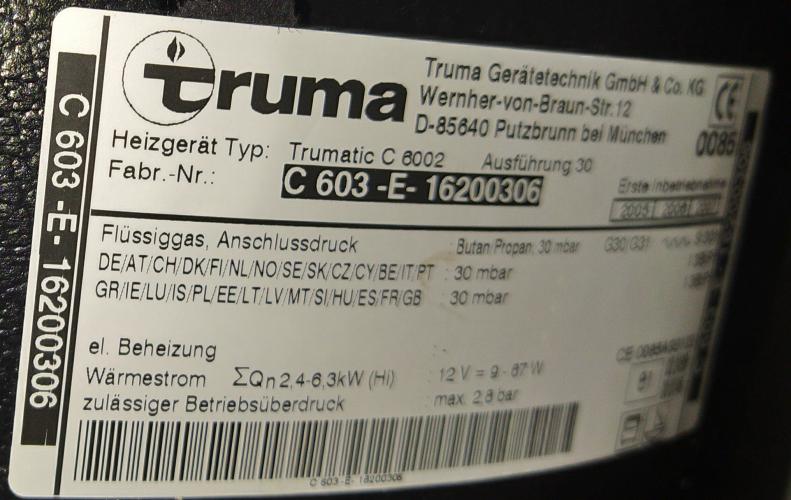 truma
Truma Gerätetechnik GmbH & Co. KG
Wernher-von-Braun-Str. 12
D-85640 Putzbrunn bei München
CE
0085
Heizgerät Typ: Trumatic C 6002 Ausführung 30
Fabr.-Nr.: C 603 -E- 16200306
Erste Inbetriebnahme
2005 2006
Flüssiggas, Anschlussdruck : Butan/Propan, 30 mbar G30/G31
DE/AT/CH/DK/FI/NL/NO/SE/SK/CZ/CY/BE/IT/PT : 30 mbar
GR/IE/LU/IS/PL/EE/LT/LV/MT/SI/HU/ES/FR/GB : 30 mbar
el. Beheizung : -
Wärmestrom ΣQn 2,4-6,3kW (Hi) : 12 V = 9 - 67 W
zulässiger Betriebsüberdruck : max. 2,8 bar
C 603 -E- 16200306
C 603 -E- 16200306